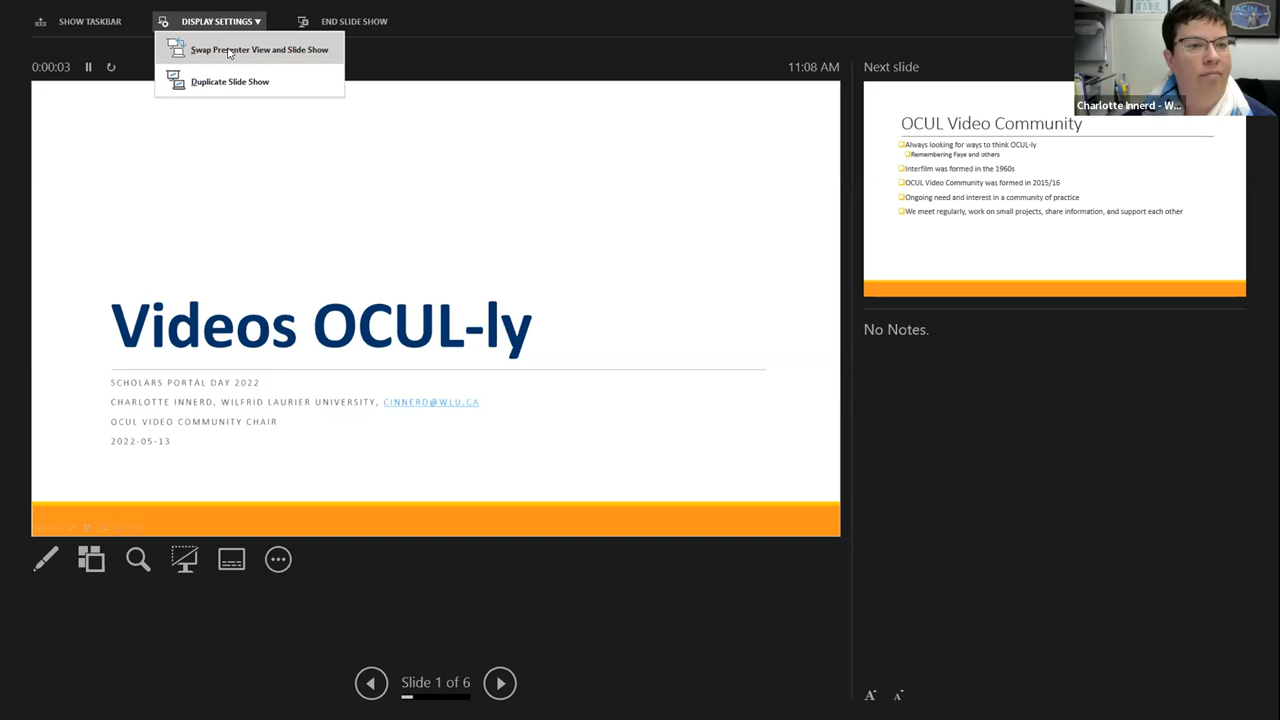 SHOW TASKBAR
DISPLAY SETTINGS ▼
END SLIDE SHOW
Swap Presenter View and Slide Show
Duplicate Slide Show
0:00:03
11:08 AM
Videos OCUL-ly
SCHOLARS PORTAL DAY 2022
CHARLOTTE INNERD, WILFRID LAURIER UNIVERSITY, CINNERD@WLU.CA
OCUL VIDEO COMMUNITY CHAIR
2022-05-13
Slide 1 of 6
Next slide
Charlotte Innerd - W...
OCUL Video Community
Always looking for ways to think OCUL-ly
Remembering Faye and others
Interfilm was formed in the 1960s
OCUL Video Community was formed in 2015/16
Ongoing need and interest in a community of practice
We meet regularly, work on small projects, share information, and support each other
No Notes.
A
A